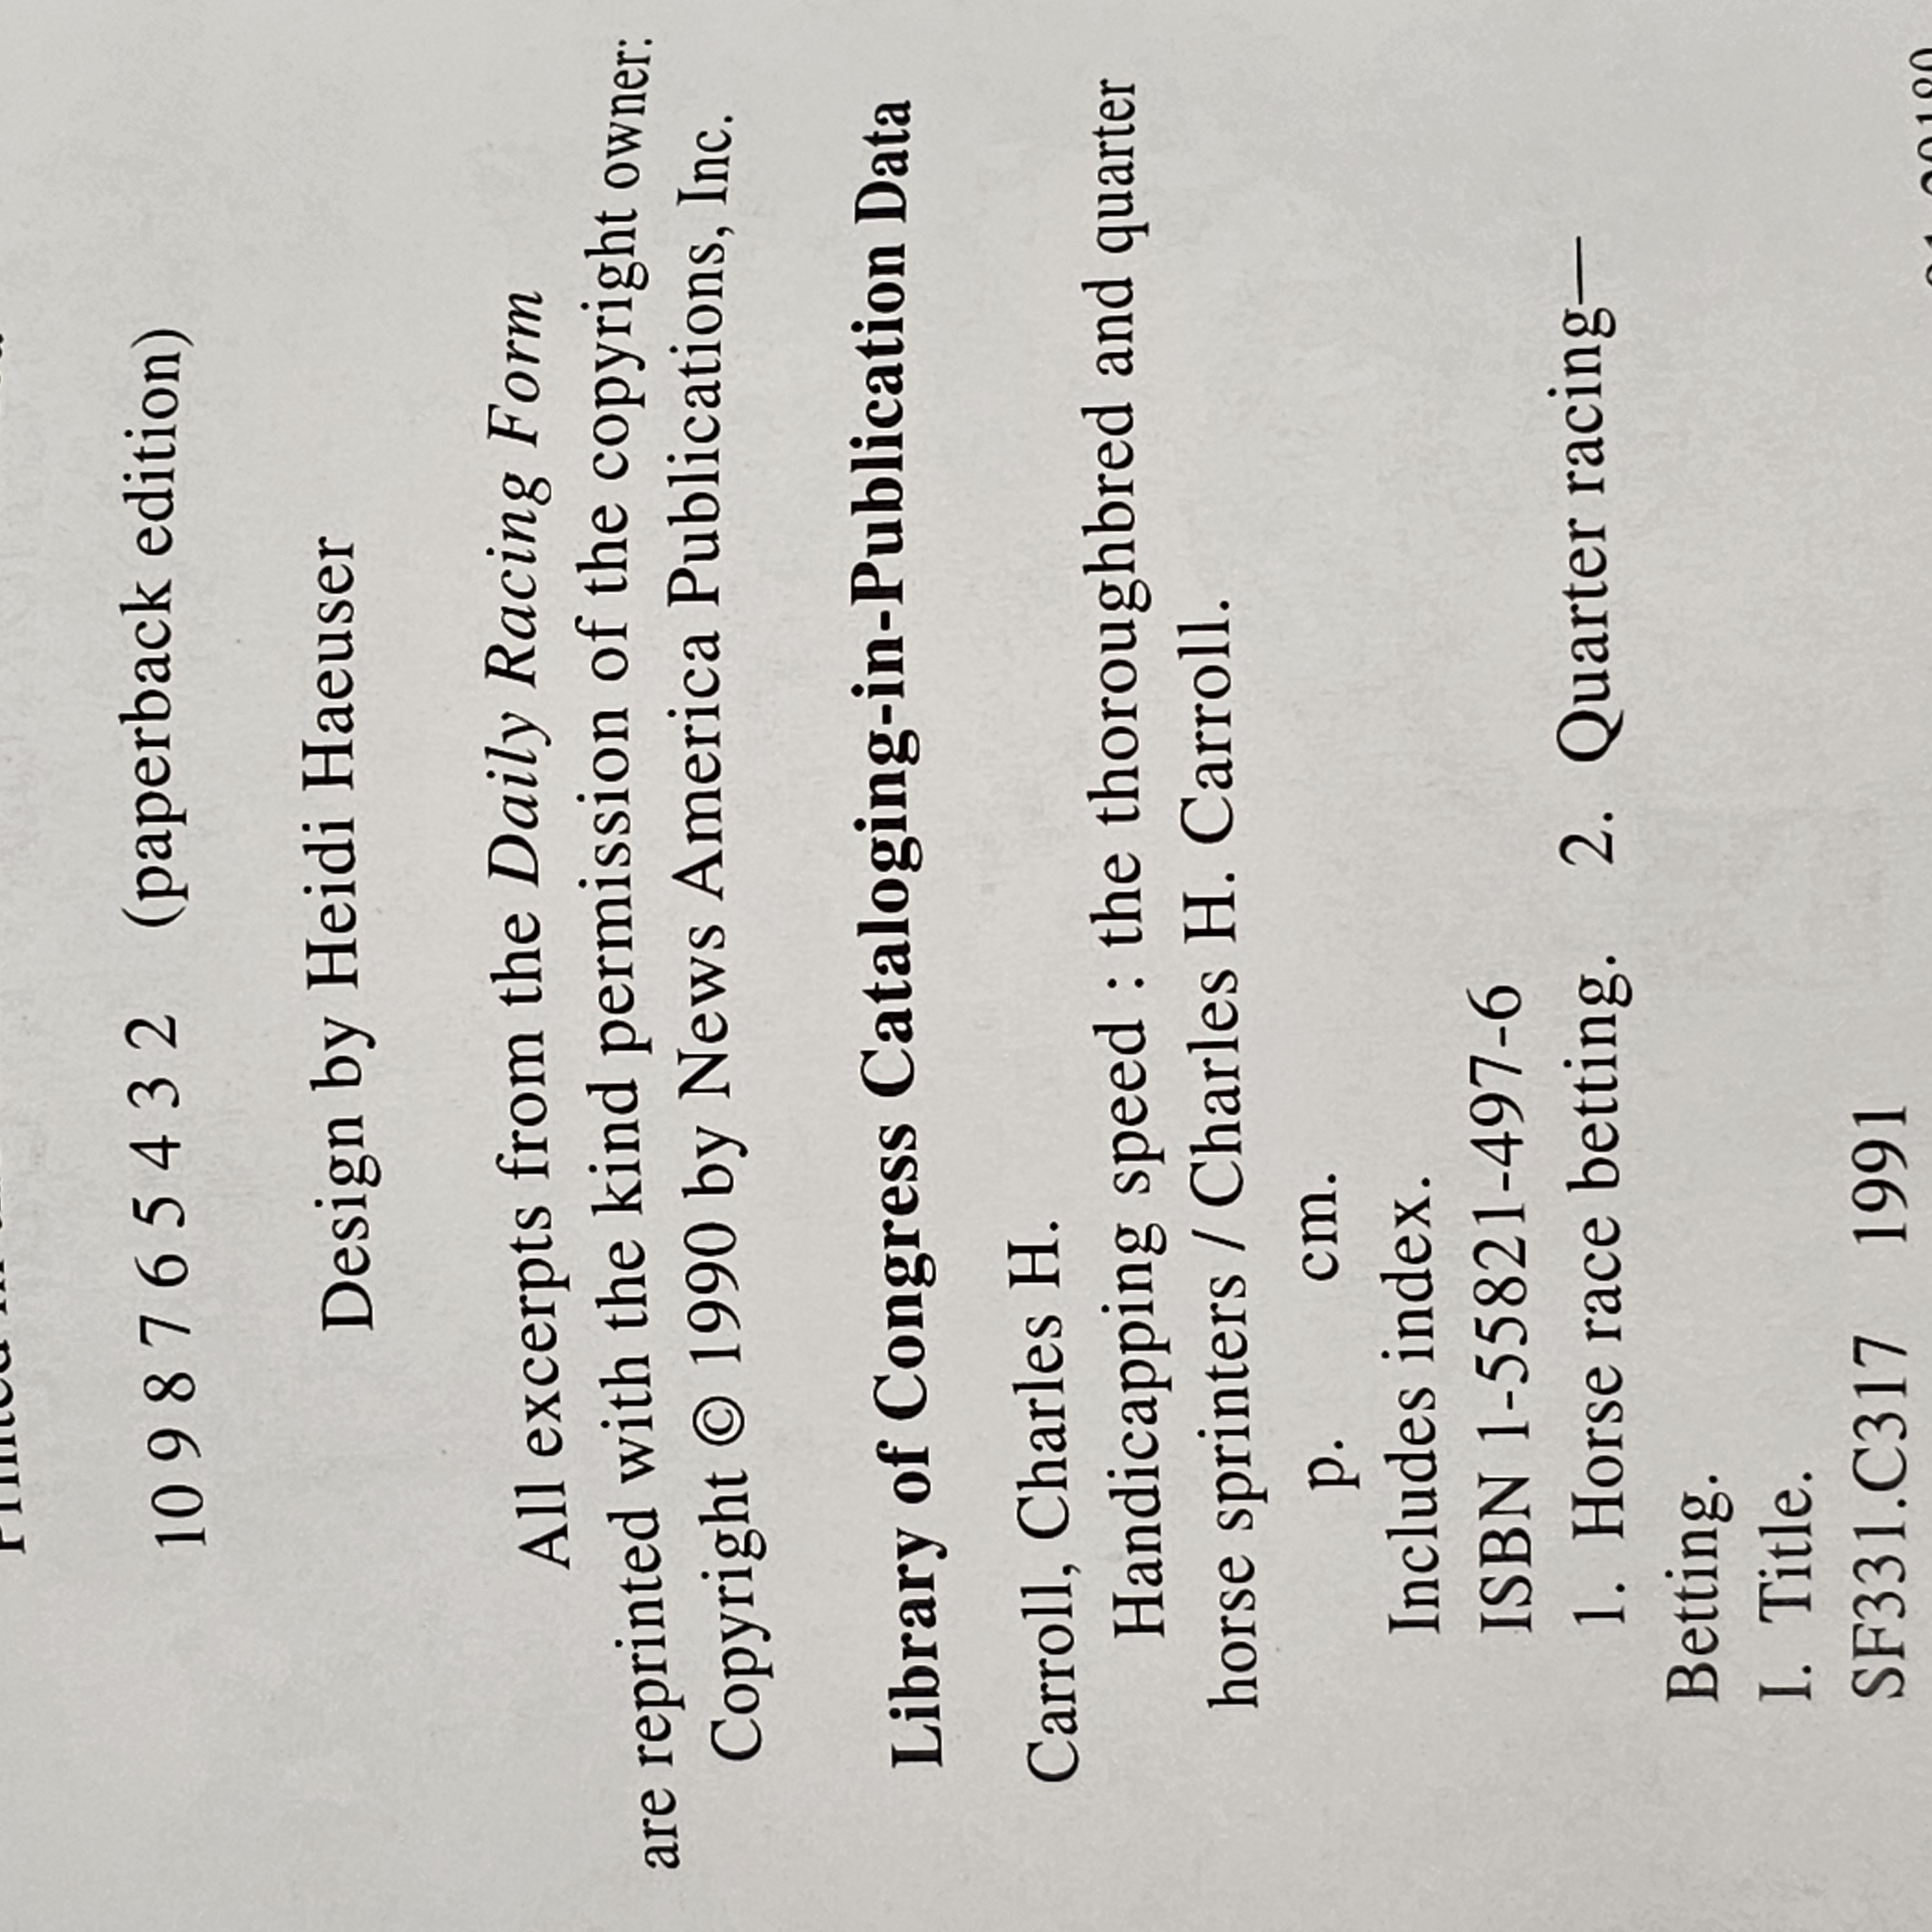 Printed in
10 9 8 7 6 5 4 3 2 (paperback edition)
Design by Heidi Haeuser
All excerpts from the Daily Racing Form
are reprinted with the kind permission of the copyright owner:
Copyright © 1990 by News America Publications, Inc.
Library of Congress Cataloging-in-Publication Data
Carroll, Charles H.
Handicapping speed : the thoroughbred and quarter
horse sprinters / Charles H. Carroll.
p. cm.
Includes index.
ISBN 1-55821-497-6
1. Horse race betting. 2. Quarter racing—
Betting.
I. Title.
SF331.C317 1991